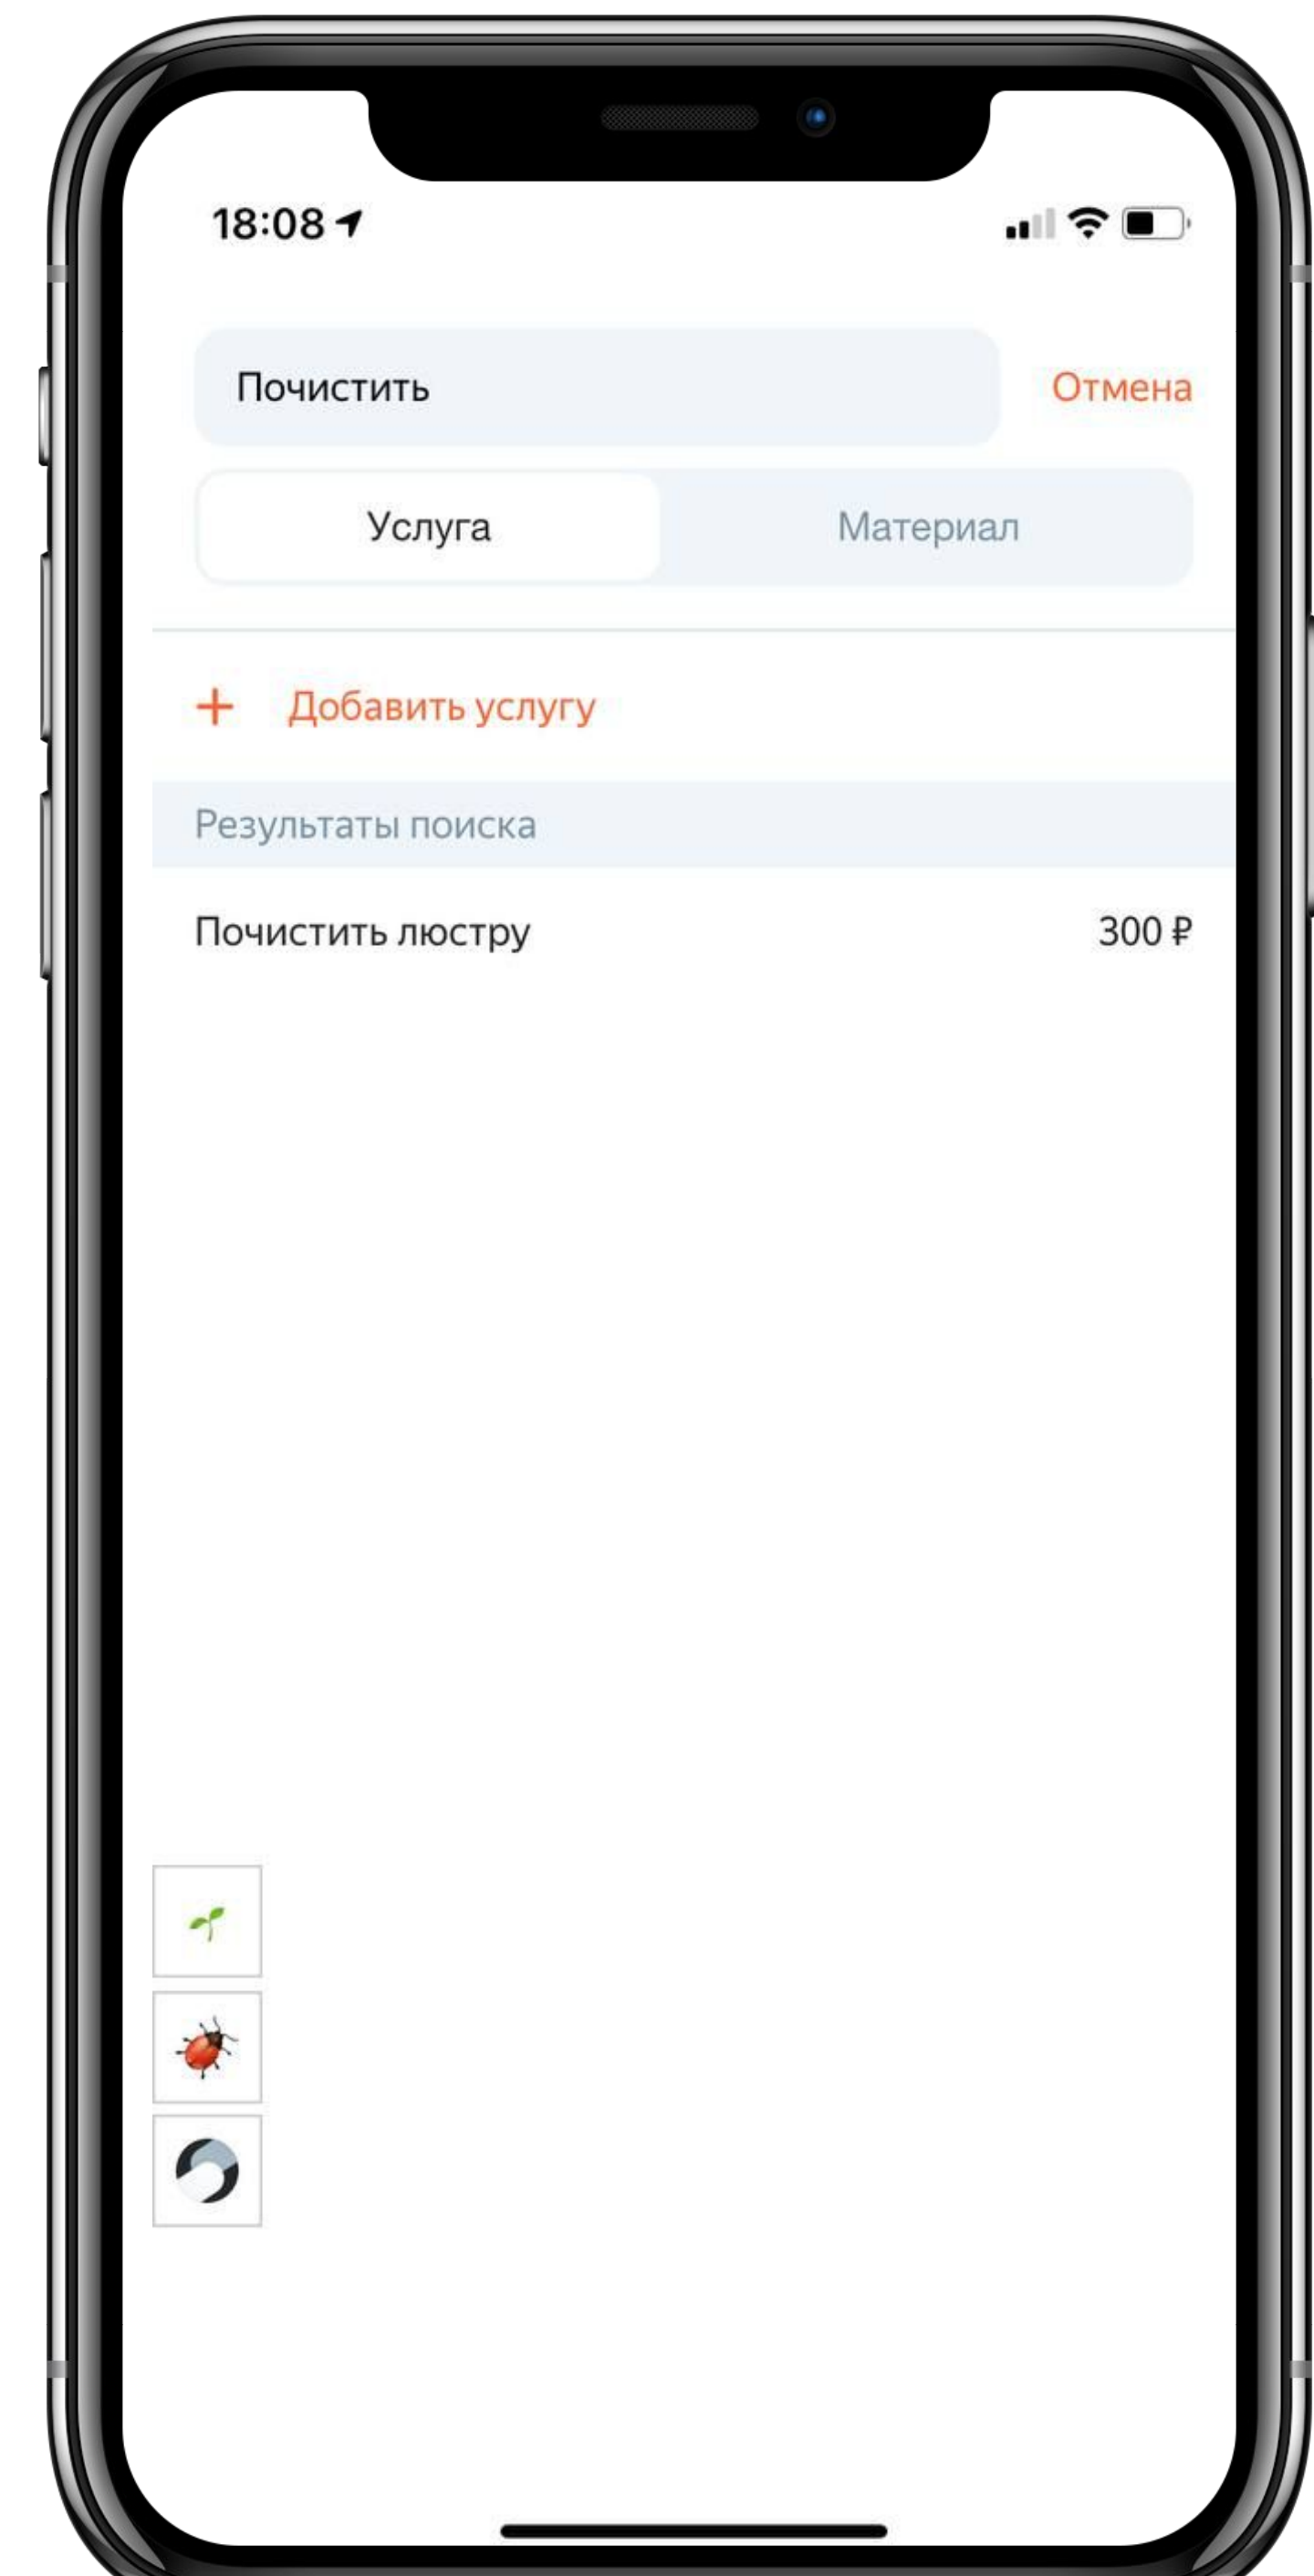 18:08
Почистить
Отмена
Услуга
Материал
+ Добавить услугу
Результаты поиска
Почистить люстру
300 ₽